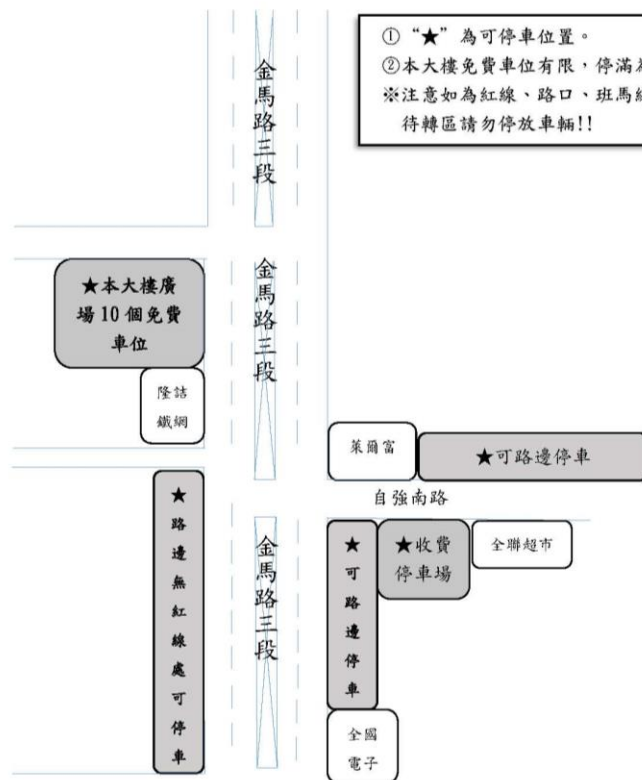 ① “★” 為可停車位置。
②本大樓免費車位有限，停滿為
※注意如為紅線、路口、班馬線
待轉區請勿停放車輛!!
金馬路三段
★本大樓廣
場 10 個免費
車位
金馬路三段
隆詰
鐵網
萊爾富
★可路邊停車
自強南路
★路邊無紅線處可停車
金馬路三段
★可路邊停車
★收費
停車場
全聯超市
全國
電子